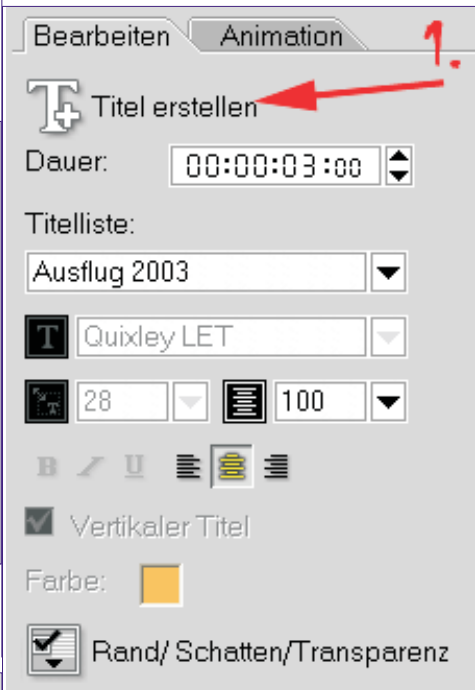 Bearbeiten Animation 1.
Titel erstellen
Dauer: 00:00:03:00
Titelliste:
Ausflug 2003
T Quixley LET
28 100
B I U
Vertikaler Titel
Farbe:
Rand/ Schatten/Transparenz